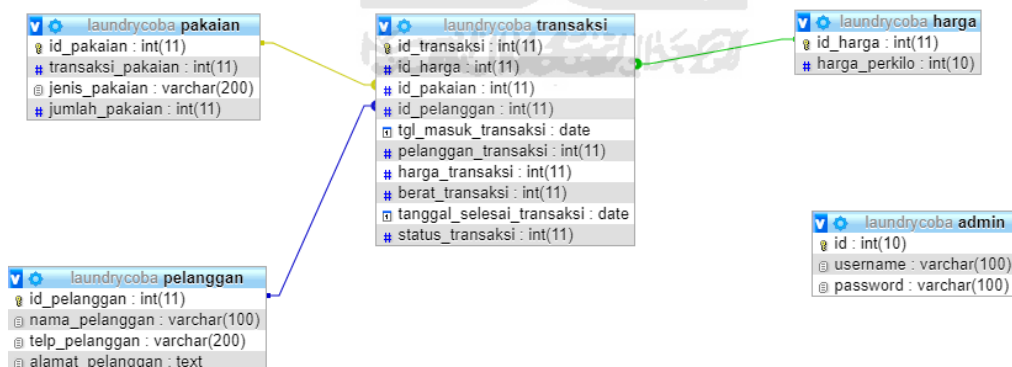 laundrycoba pakaian
id_pakaian : int(11)
transaksi_pakaian : int(11)
jenis_pakaian : varchar(200)
jumlah_pakaian : int(11)
laundrycoba transaksi
id_transaksi : int(11)
id_harga : int(11)
id_pakaian : int(11)
id_pelanggan : int(11)
tgl_masuk_transaksi : date
pelanggan_transaksi : int(11)
harga_transaksi : int(11)
berat_transaksi : int(11)
tanggal_selesai_transaksi : date
status_transaksi : int(11)
laundrycoba harga
id_harga : int(11)
harga_perkilo : int(10)
laundrycoba admin
id : int(10)
username : varchar(100)
password : varchar(100)
laundrycoba pelanggan
id_pelanggan : int(11)
nama_pelanggan : varchar(100)
telp_pelanggan : varchar(200)
alamat_pelanggan : text